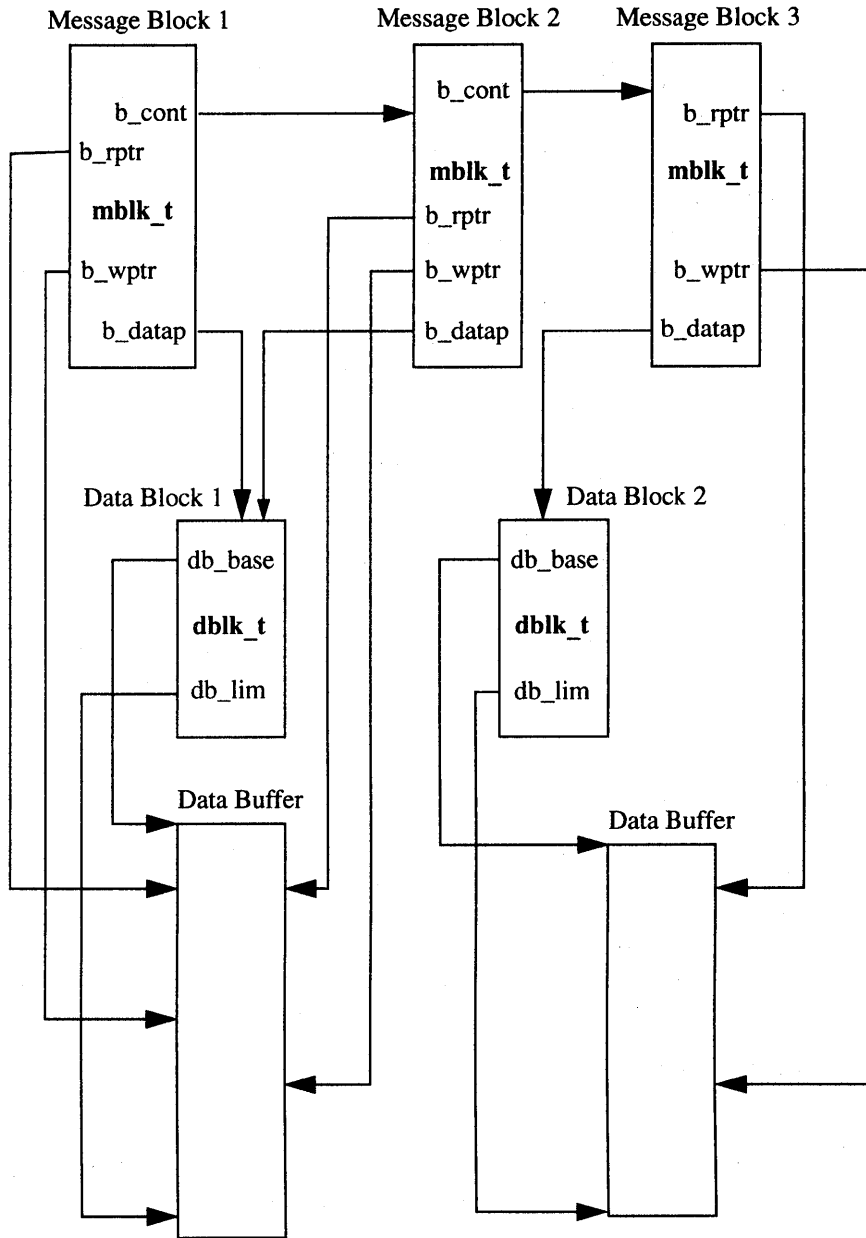 Message Block 1
Message Block 2
Message Block 3
b_cont
b_rptr
mblk_t
b_wptr
b_datap
b_cont
mblk_t
b_rptr
b_wptr
b_datap
b_rptr
mblk_t
b_wptr
b_datap
Data Block 1
db_base
dblk_t
db_lim
Data Block 2
db_base
dblk_t
db_lim
Data Buffer
Data Buffer